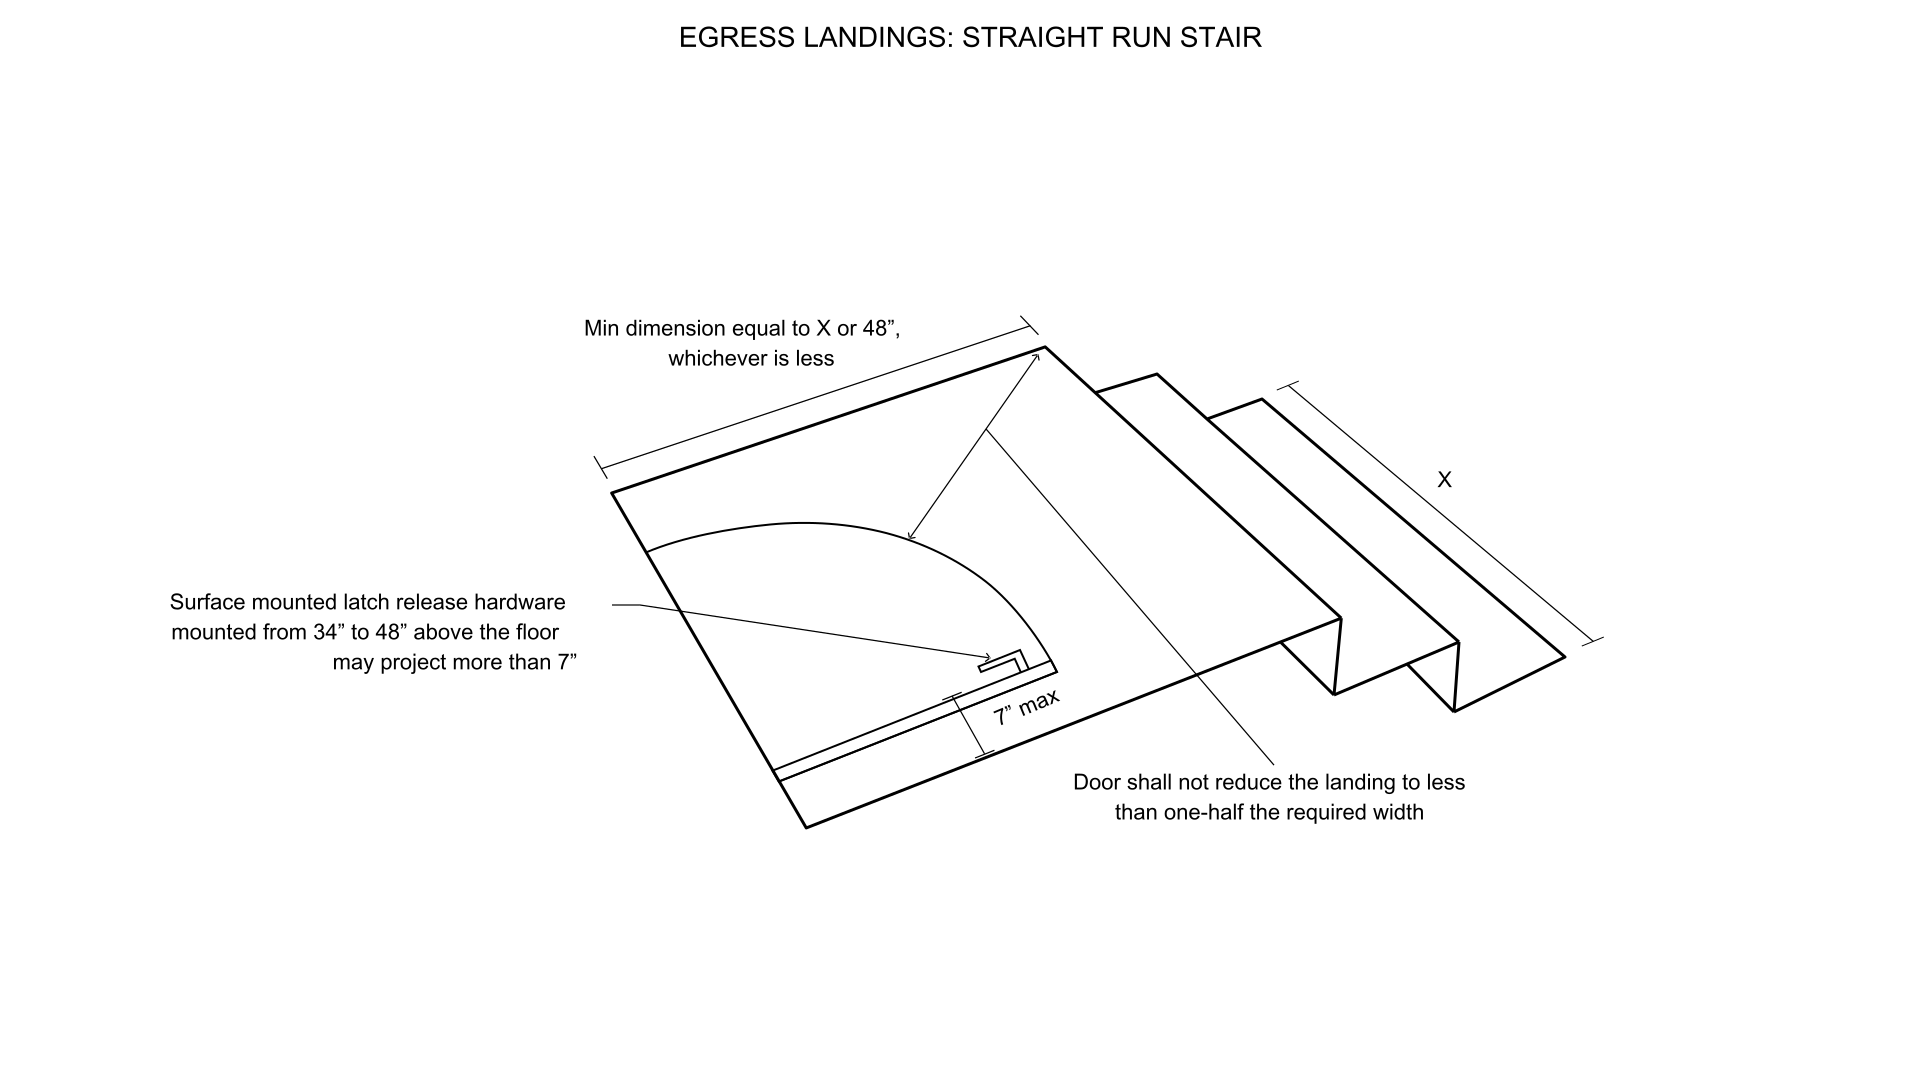 EGRESS LANDINGS: STRAIGHT RUN STAIR
Min dimension equal to X or 48”,
whichever is less
X
Surface mounted latch release hardware
mounted from 34” to 48” above the floor
may project more than 7”
7” max
Door shall not reduce the landing to less
than one-half the required width